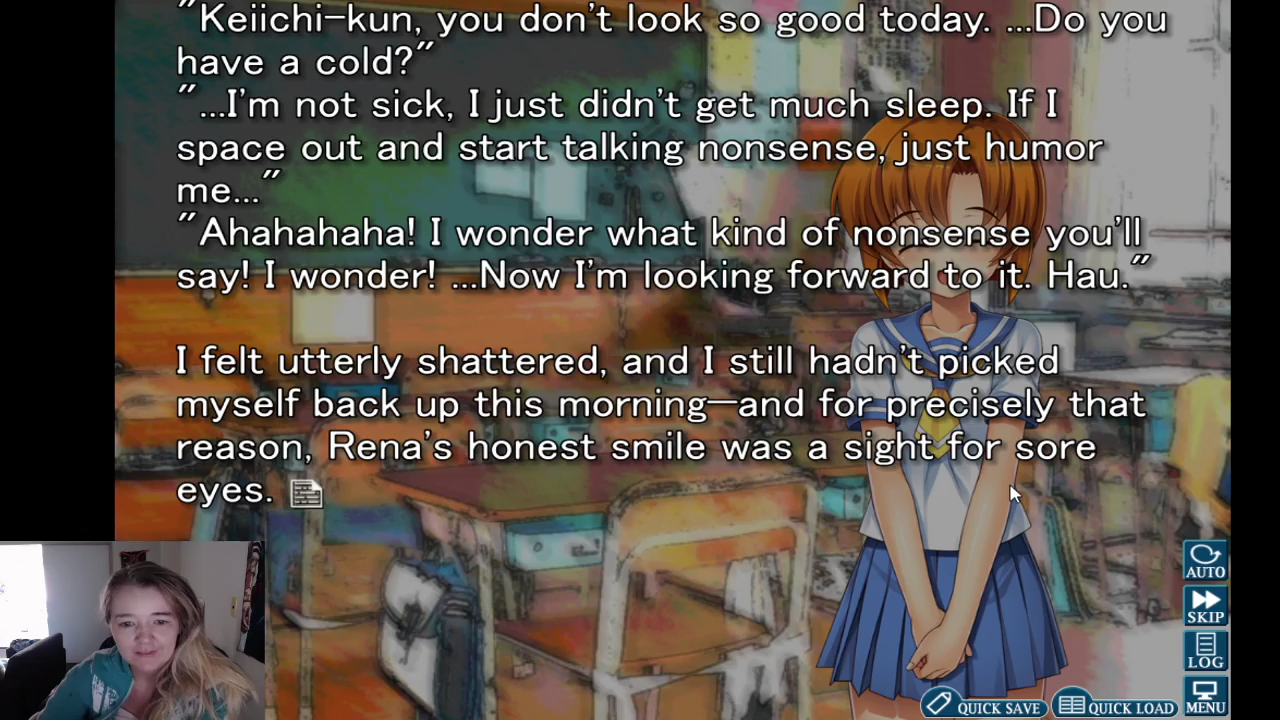 "Keiichi-kun, you don't look so good today. ...Do you
have a cold?"
"...I'm not sick, I just didn't get much sleep. If I
space out and start talking nonsense, just humor
me..."
"Ahahahaha! I wonder what kind of nonsense you'll
say! I wonder! ...Now I'm looking forward to it. Hau."
I felt utterly shattered, and I still hadn't picked
myself back up this morning—and for precisely that
reason, Rena's honest smile was a sight for sore
eyes.
AUTO
SKIP
LOG
MENU
QUICK SAVE
QUICK LOAD